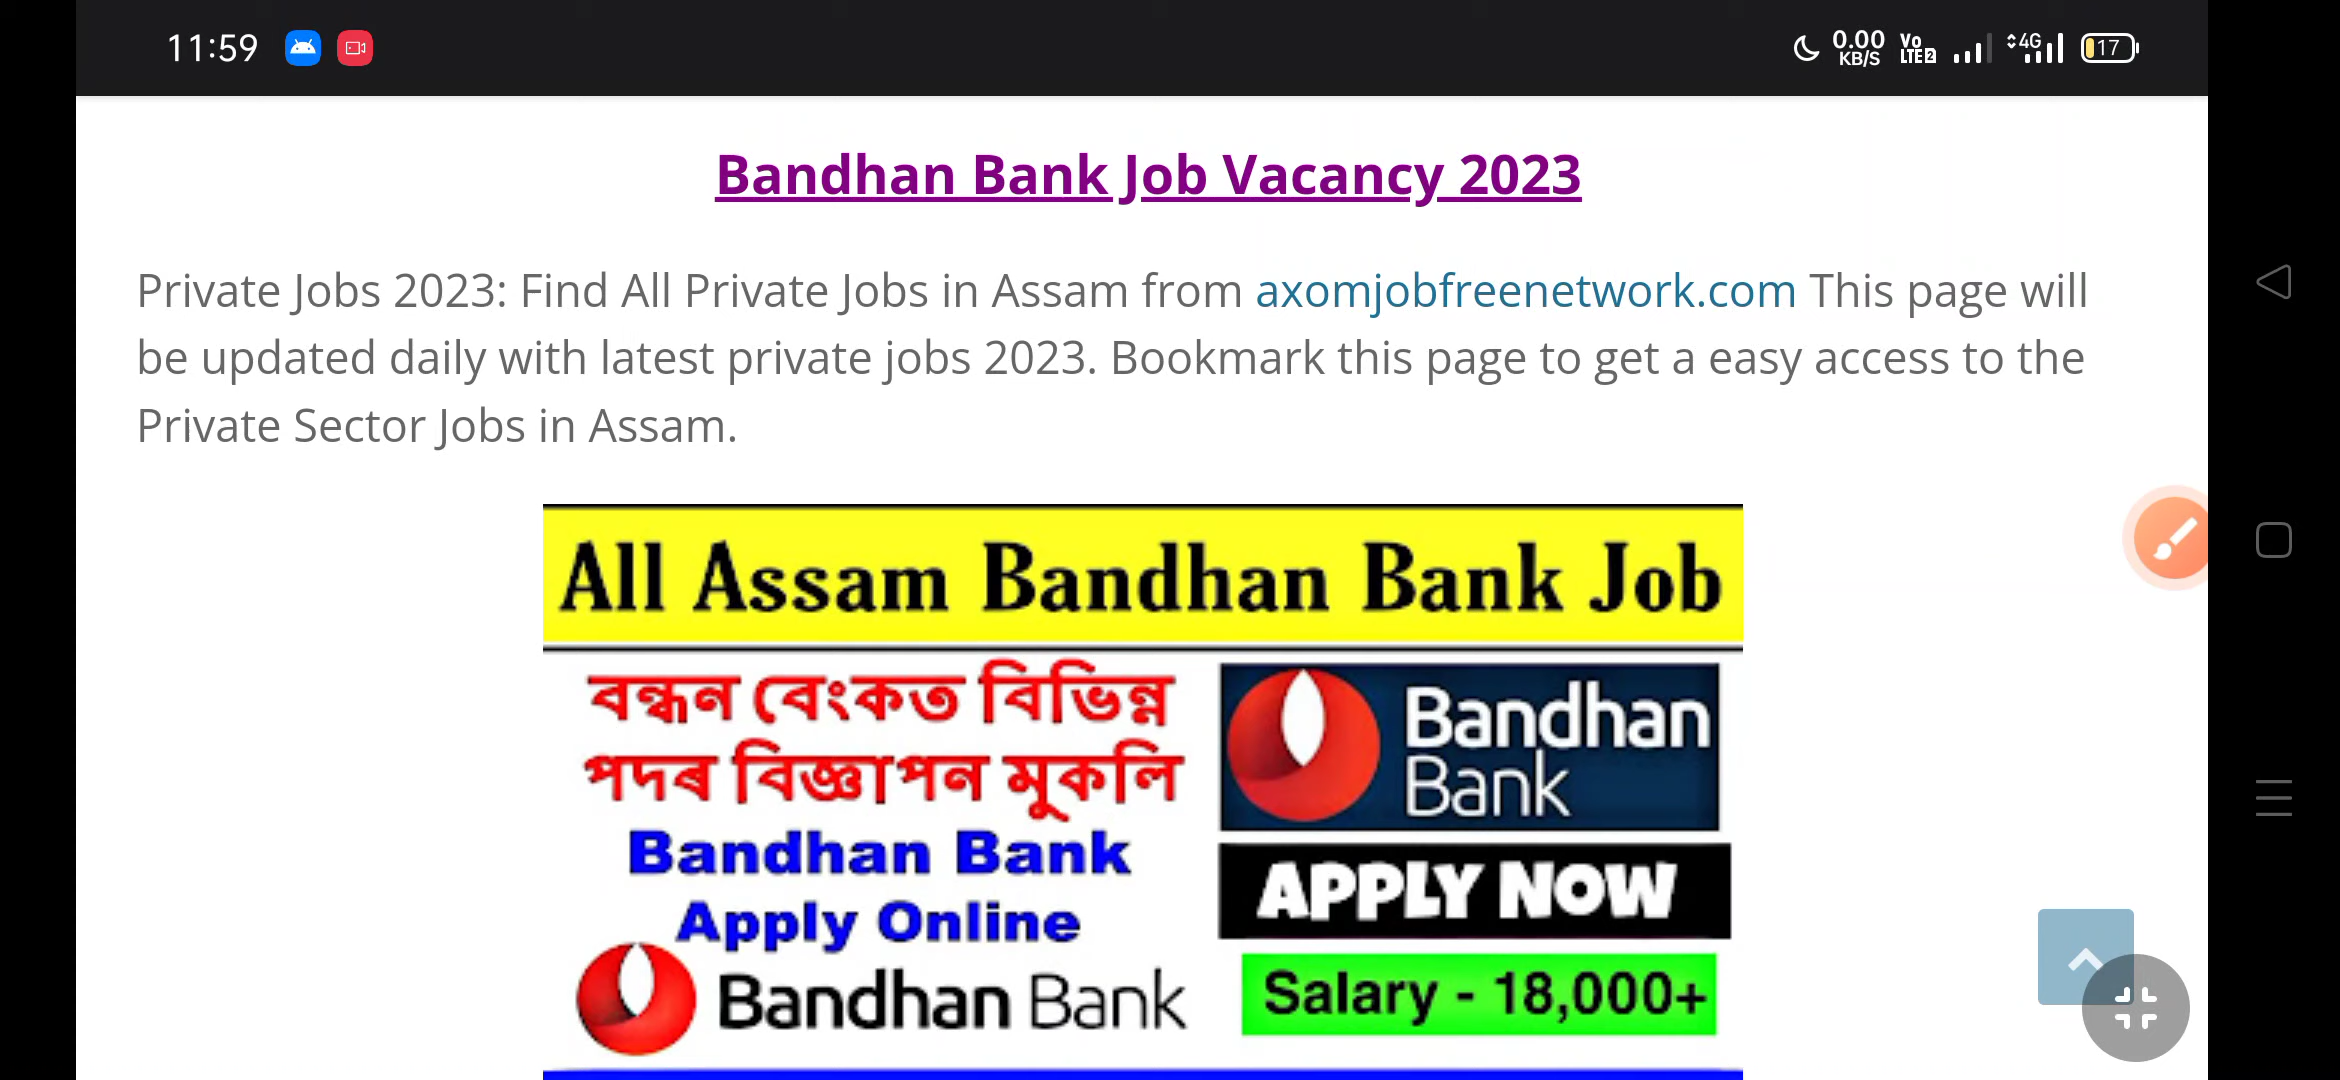 11:59
0.00
KB/S
Vo
LTE 2
4G
17
Bandhan Bank Job Vacancy 2023
Private Jobs 2023: Find All Private Jobs in Assam from axomjobfreenetwork.com This page will
be updated daily with latest private jobs 2023. Bookmark this page to get a easy access to the
Private Sector Jobs in Assam.
All Assam Bandhan Bank Job
বন্ধন বেংকত বিভিন্ন
পদৰ বিজ্ঞাপন মুকলি
Bandhan
Bank
Bandhan Bank
Apply Online
APPLY NOW
Bandhan Bank
Salary - 18,000+